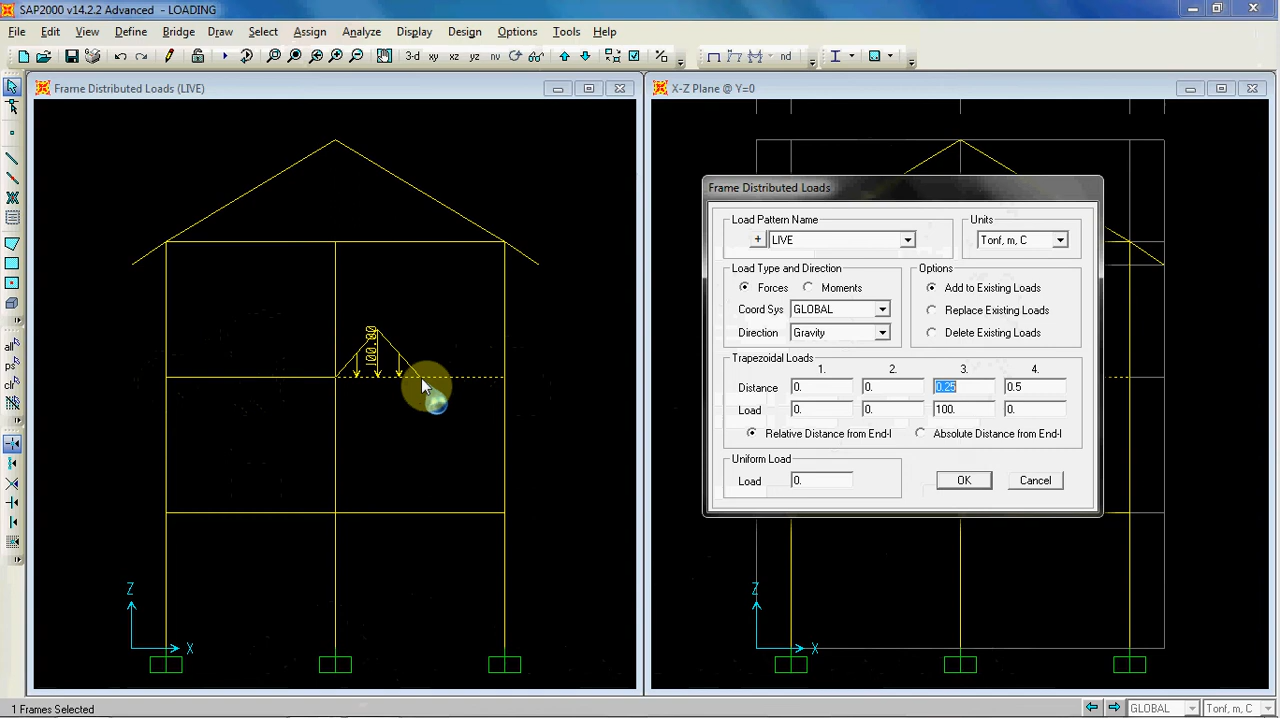 SAP2000 v14.2.2 Advanced - LOADING
File Edit View Define Bridge Draw Select Assign Analyze Display Design Options Tools Help
3-d xy xz yz nv nd
Frame Distributed Loads (LIVE)
X-Z Plane @ Y=0
all
ps
clr
100.00
Z
X
Z
X
Frame Distributed Loads
Load Pattern Name
+ LIVE
Units
Tonf, m, C
Load Type and Direction
Forces Moments
Coord Sys GLOBAL
Direction Gravity
Options
Add to Existing Loads
Replace Existing Loads
Delete Existing Loads
Trapezoidal Loads
1. 2. 3. 4.
Distance 0. 0. 0.25 0.5
Load 0. 0. 100. 0.
Relative Distance from End-I Absolute Distance from End-I
Uniform Load
Load 0.
OK Cancel
1 Frames Selected
GLOBAL Tonf, m, C